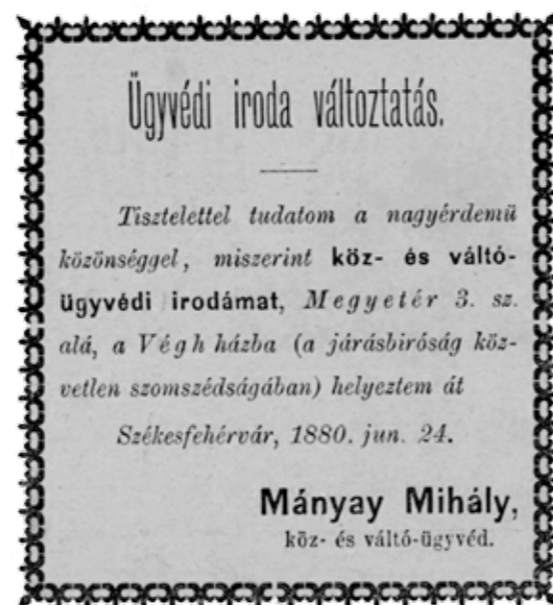 Ügyvédi iroda változtatás.
Tisztelettel tudatom a nagyérdemü
közönséggel, miszerint köz- és váltó-
ügyvédi irodámat, Megyetér 3. sz.
alá, a Végh házba (a járásbiróság köz-
vetlen szomszédságában) helyeztem át
Székesfehérvár, 1880. jun. 24.
Mányay Mihály,
köz- és váltó-ügyvéd.